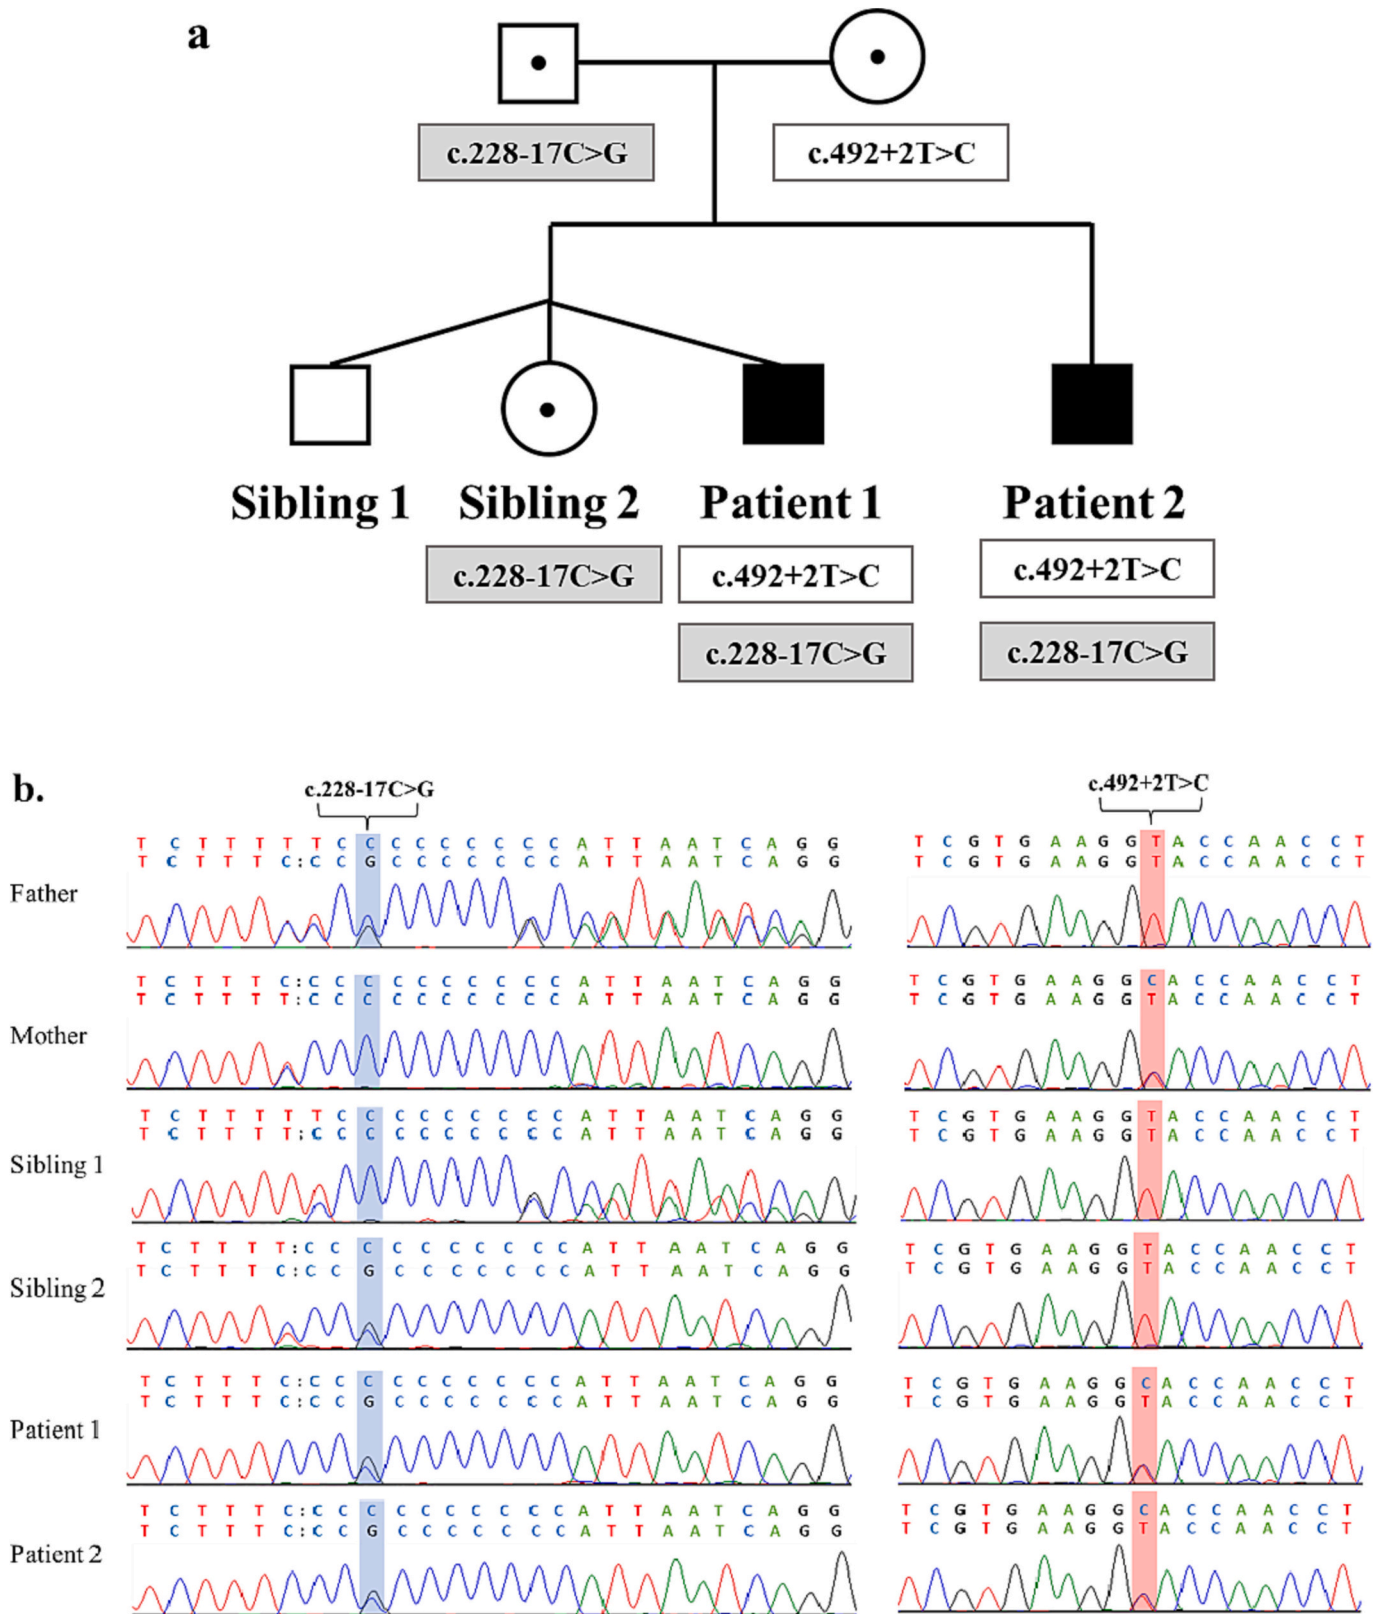 a
c.228-17C>G c.492+2T>C
Sibling 1 Sibling 2 Patient 1 Patient 2
c.228-17C>G c.492+2T>C c.492+2T>C
c.228-17C>G c.228-17C>G
b.
c.228-17C>G c.492+2T>C
T C T T T T T C C C C C C C C C A T T A A T C A G G T C G T G A A G G T A C C A A C C T
T C T T T C : C C G C C C C C C C A T T A A T C A G G T C G T G A A G G T A C C A A C C T
Father
T C T T T C : C C C C C C C C C C A T T A A T C A G G T C G T G A A G G C A C C A A C C T
T C T T T T : C C C C C C C C C C A T T A A T C A G G T C G T G A A G G T A C C A A C C T
Mother
T C T T T T T C C C C C C C C C A T T A A T C A G G T C G T G A A G G T A C C A A C C T
T C T T T T : C C C C C C C C C C A T T A A T C A G G T C G T G A A G G T A C C A A C C T
Sibling 1
T C T T T T : C C C C C C C C C C A T T A A T C A G G T C G T G A A G G T A C C A A C C T
T C T T T C : C C G C C C C C C C A T T A A T C A G G T C G T G A A G G T A C C A A C C T
Sibling 2
T C T T T C : C C C C C C C C C C A T T A A T C A G G T C G T G A A G G C A C C A A C C T
T C T T T C : C C G C C C C C C C A T T A A T C A G G T C G T G A A G G T A C C A A C C T
Patient 1
T C T T T C : C C C C C C C C C C A T T A A T C A G G T C G T G A A G G C A C C A A C C T
T C T T T C : C C G C C C C C C C A T T A A T C A G G T C G T G A A G G T A C C A A C C T
Patient 2